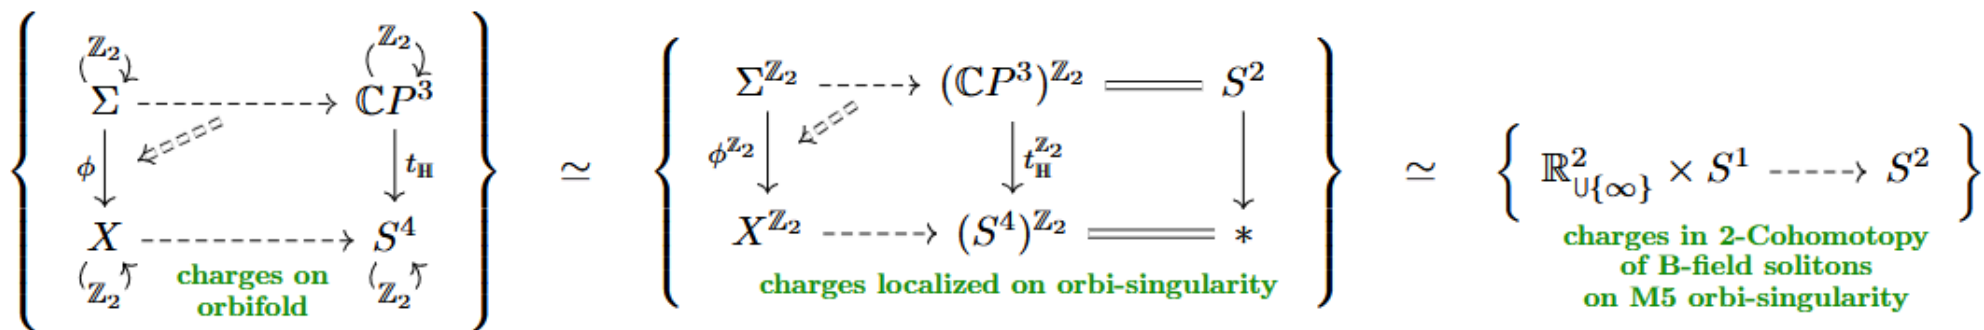 ℤ₂ ℤ₂
Σ ℂP³ Σ^{ℤ₂} (ℂP³)^{ℤ₂} S²
ϕ t_ℍ ≃ ϕ^{ℤ₂} t_ℍ^{ℤ₂} ≃ { ℝ²_{∪{∞}} × S¹ S² }
X S⁴ X^{ℤ₂} (S⁴)^{ℤ₂} *
ℤ₂ ℤ₂
charges on
orbifold
charges localized on orbi-singularity
charges in 2-Cohomotopy
of B-field solitons
on M5 orbi-singularity